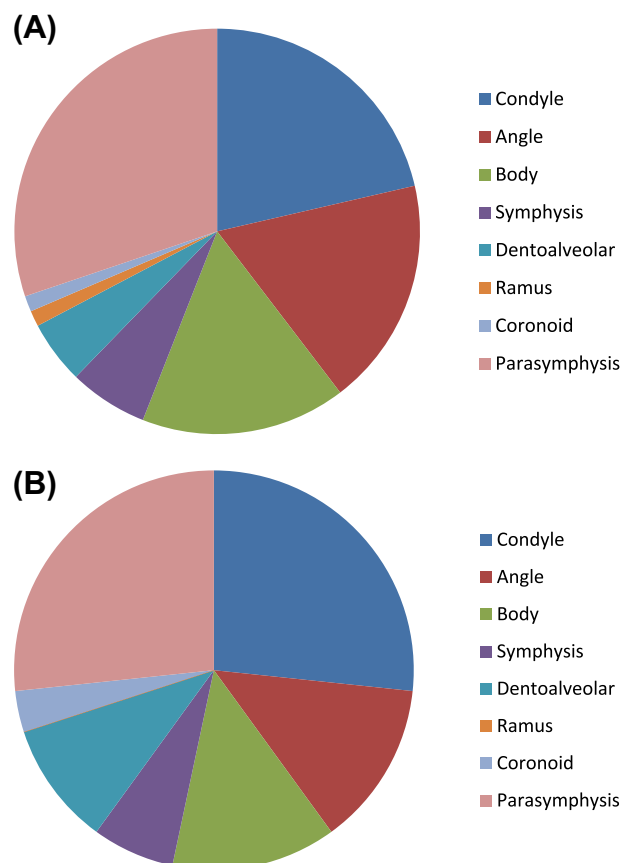 (A)
Condyle
Angle
Body
Symphysis
Dentoalveolar
Ramus
Coronoid
Parasymphysis
(B)
Condyle
Angle
Body
Symphysis
Dentoalveolar
Ramus
Coronoid
Parasymphysis